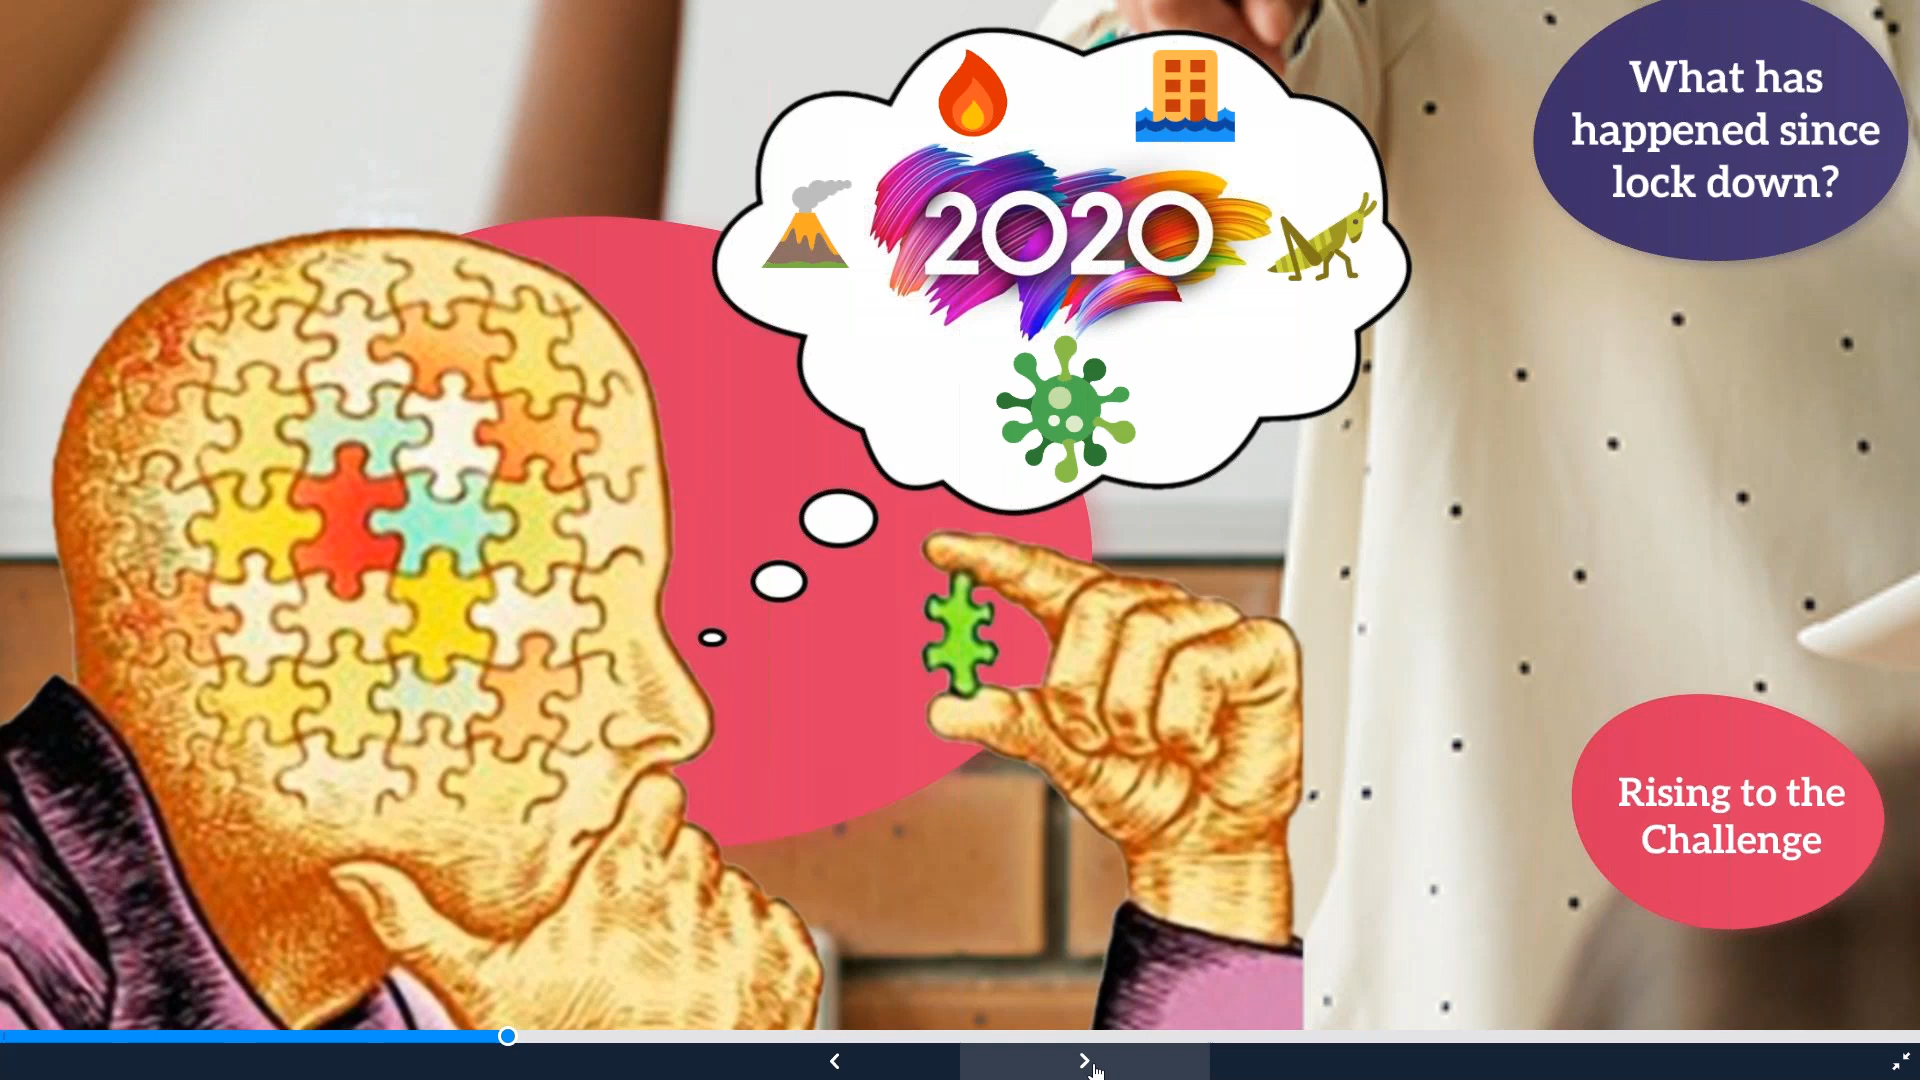 What has
happened since
lock down?
2020
Rising to the
Challenge